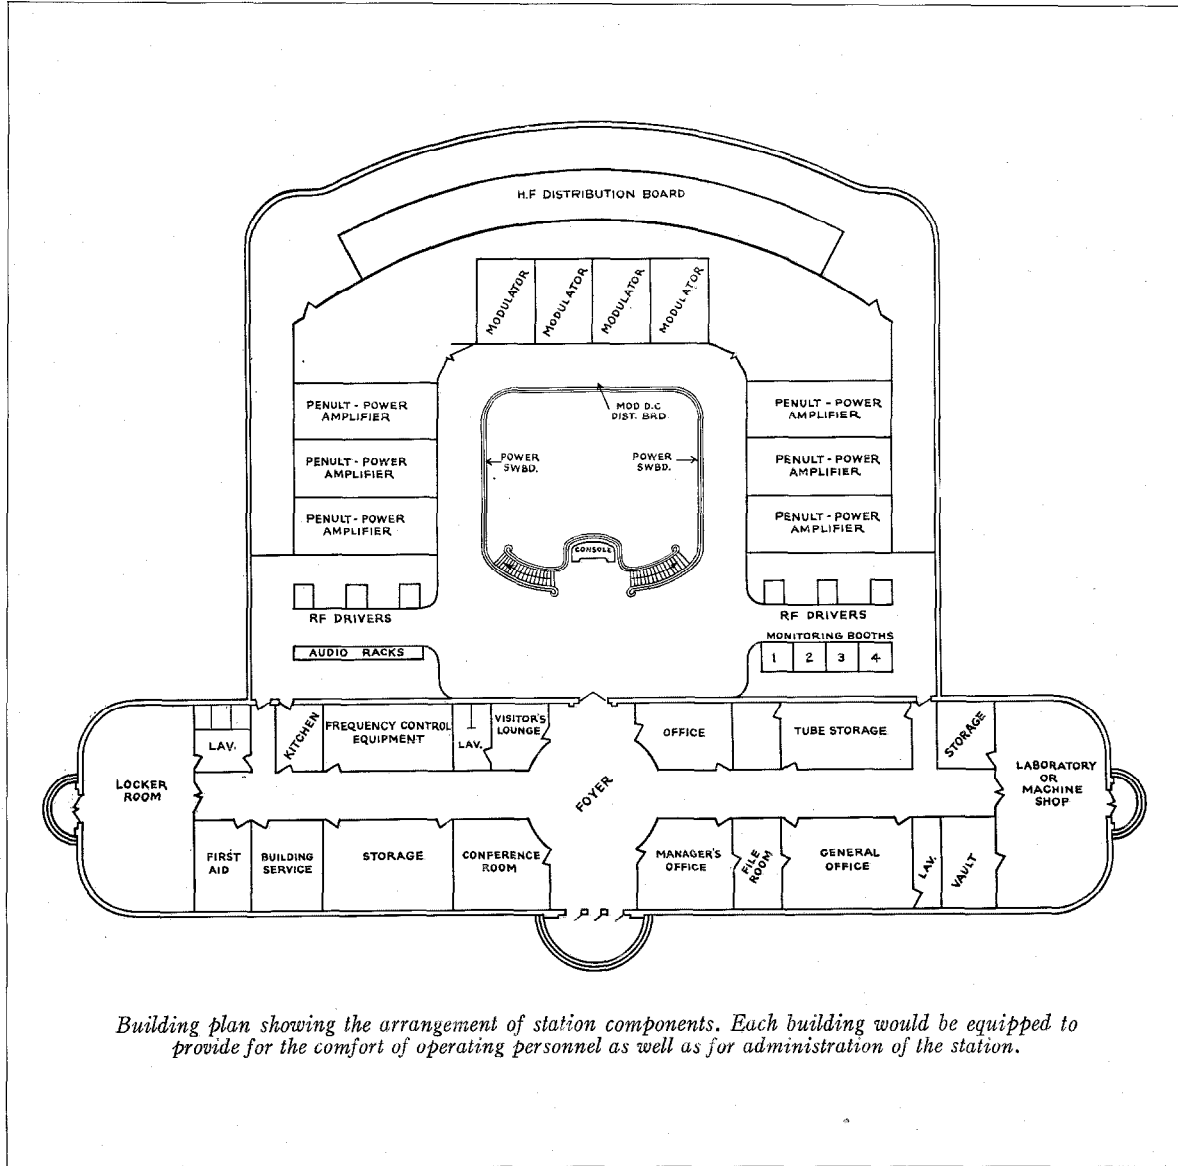 H.F DISTRIBUTION BOARD
MODULATOR
MODULATOR
MODULATOR
MODULATOR
PENULT - POWER
AMPLIFIER
PENULT - POWER
AMPLIFIER
MOD D.C
DIST. BRD
PENULT - POWER
AMPLIFIER
PENULT - POWER
AMPLIFIER
POWER
SWBD.
POWER
SWBD.
PENULT - POWER
AMPLIFIER
PENULT - POWER
AMPLIFIER
CONSOLE
RF DRIVERS
RF DRIVERS
AUDIO RACKS
MONITORING BOOTHS
1 2 3 4
LAV.
KITCHEN
FREQUENCY CONTROL
EQUIPMENT
LAV.
VISITOR'S
LOUNGE
OFFICE
TUBE STORAGE
STORAGE
LOCKER
ROOM
FOYER
LABORATORY
OR
MACHINE
SHOP
FIRST
AID
BUILDING
SERVICE
STORAGE
CONFERENCE
ROOM
MANAGER'S
OFFICE
FILE
ROOM
GENERAL
OFFICE
LAV.
VAULT
Building plan showing the arrangement of station components. Each building would be equipped to
provide for the comfort of operating personnel as well as for administration of the station.